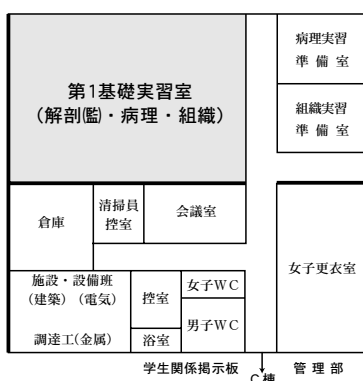 第1基礎実習室
（解剖㈼・病理・組織）
病理実習
準 備 室
組織実習
準 備 室
倉庫
清掃員
控室
会議室
女子更衣室
施設・設備班
（建築）（電気）
調達工（金属）
控室
浴室
女子ＷＣ
男子ＷＣ
学生関係掲示板
Ｃ棟
管 理 部